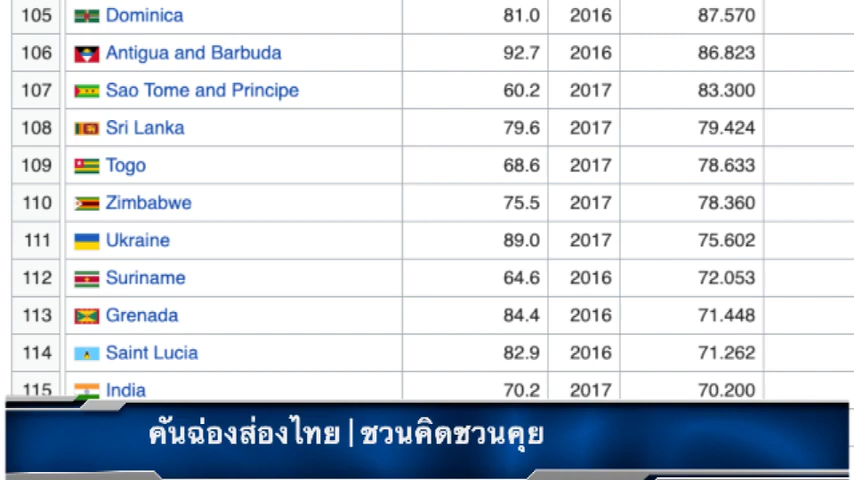 105 Dominica 81.0 2016 87.570
106 Antigua and Barbuda 92.7 2016 86.823
107 Sao Tome and Principe 60.2 2017 83.300
108 Sri Lanka 79.6 2017 79.424
109 Togo 68.6 2017 78.633
110 Zimbabwe 75.5 2017 78.360
111 Ukraine 89.0 2017 75.602
112 Suriname 64.6 2016 72.053
113 Grenada 84.4 2016 71.448
114 Saint Lucia 82.9 2016 71.262
115 India 70.2 2017 70.200
คันฉ่องส่องไทย | ชวนคิดชวนคุย